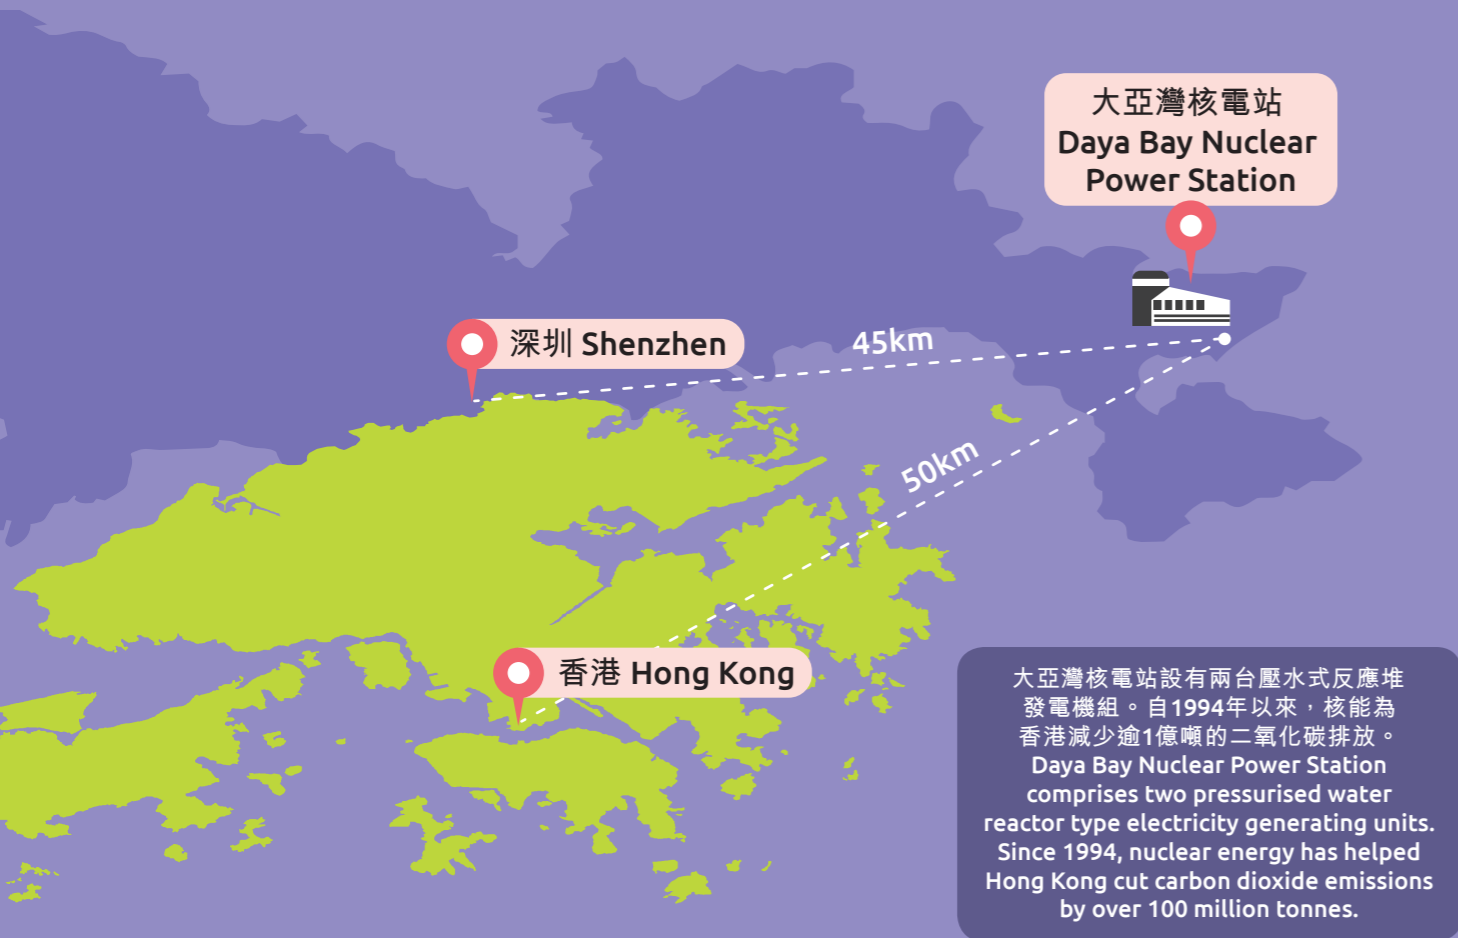 大亞灣核電站
Daya Bay Nuclear
Power Station
深圳 Shenzhen
45km
50km
香港 Hong Kong
大亞灣核電站設有兩台壓水式反應堆
發電機組。自1994年以來，核能為
香港減少逾1億噸的二氧化碳排放。
Daya Bay Nuclear Power Station
comprises two pressurised water
reactor type electricity generating units.
Since 1994, nuclear energy has helped
Hong Kong cut carbon dioxide emissions
by over 100 million tonnes.